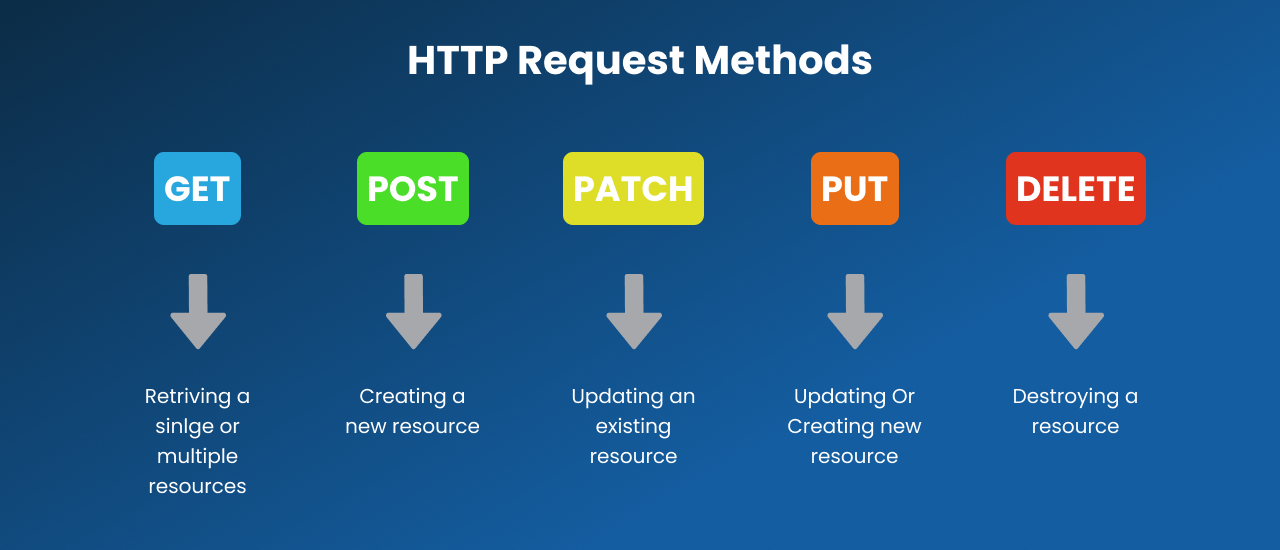 HTTP Request Methods
GET
POST
PATCH
PUT
DELETE
Retriving a
sinlge or
multiple
resources
Creating a
new resource
Updating an
existing
resource
Updating Or
Creating new
resource
Destroying a
resource